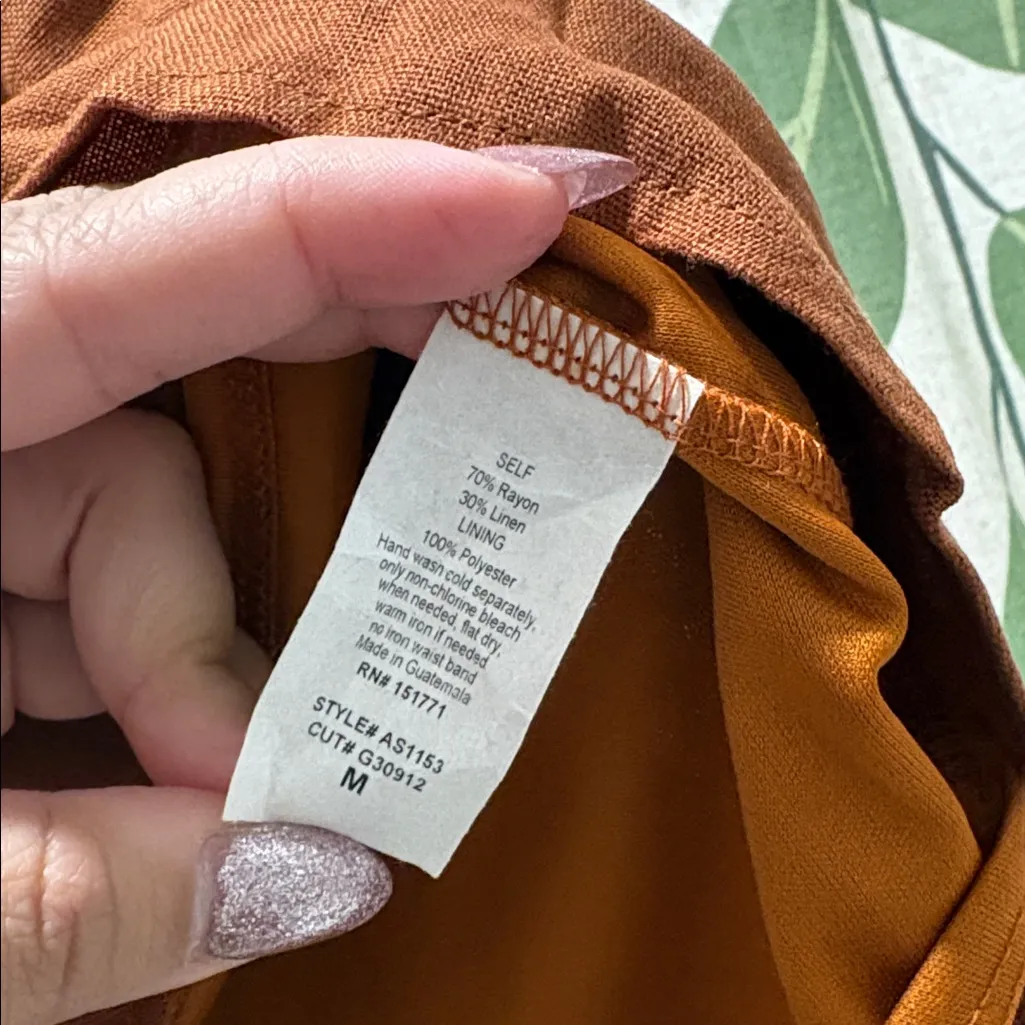 SELF
70% Rayon
30% Linen
LINING
100% Polyester
Hand wash cold separately,
only non-chlorine bleach
when needed, flat dry,
warm iron if needed.
no iron waist band
Made in Guatemala
RN# 151771
STYLE# AS1153
CUT# G30912
M